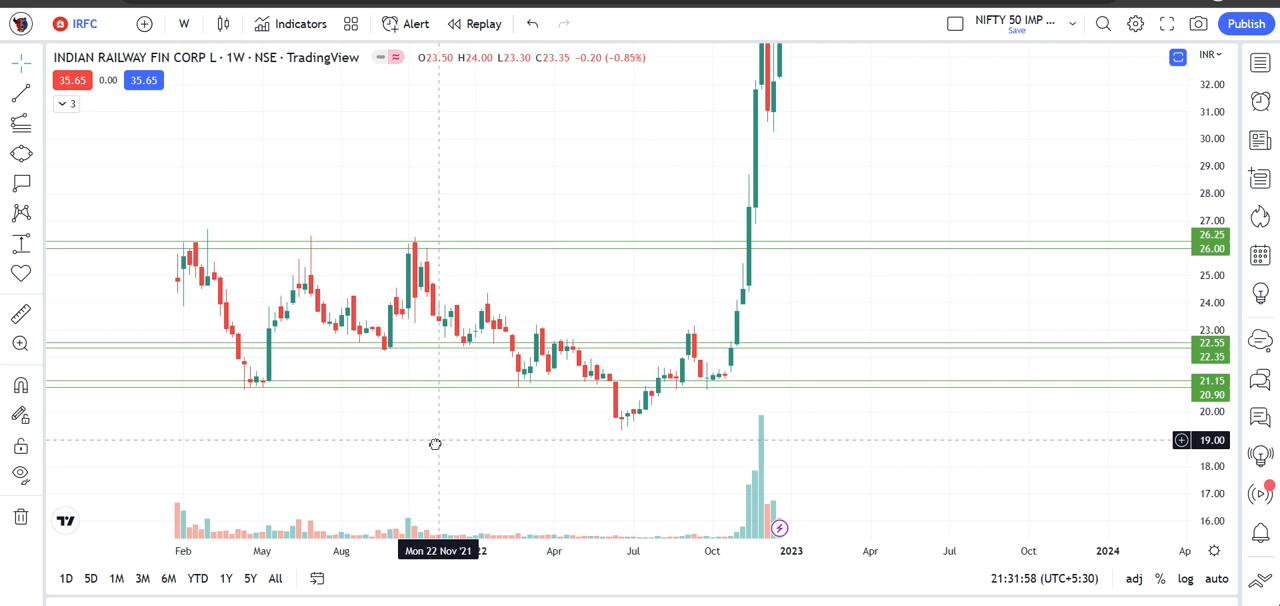 IRFC
W
Indicators
Alert
Replay
NIFTY 50 IMP ...
Save
Publish
INDIAN RAILWAY FIN CORP L · 1W · NSE · TradingView
O23.50 H24.00 L23.30 C23.35 −0.20 (−0.85%)
INR
35.65
0.00
35.65
3
32.00
31.00
30.00
29.00
28.00
27.00
26.25
26.00
25.00
24.00
23.00
22.55
22.35
21.15
20.90
20.00
19.00
18.00
17.00
16.00
Feb
May
Aug
Mon 22 Nov '21
22
Apr
Jul
Oct
2023
Apr
Jul
Oct
2024
Ap
1D
5D
1M
3M
6M
YTD
1Y
5Y
All
21:31:58 (UTC+5:30)
adj
%
log
auto